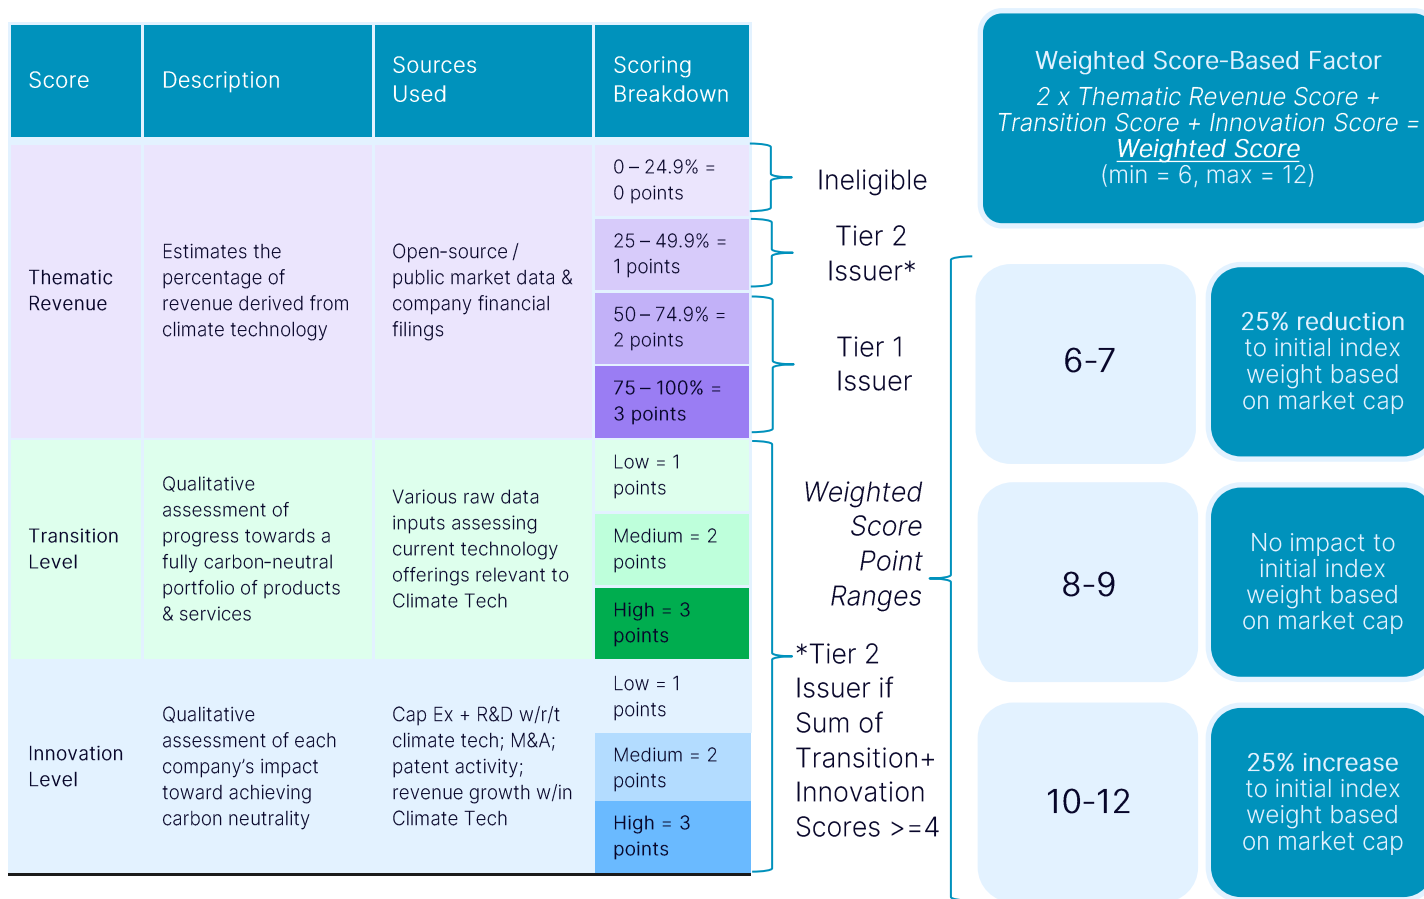 Score
Description
Sources
Used
Scoring
Breakdown
Thematic
Revenue
Estimates the
percentage of
revenue derived from
climate technology
Open-source /
public market data &
company financial
filings
0 – 24.9% =
0 points
25 – 49.9% =
1 points
50 – 74.9% =
2 points
75 – 100% =
3 points
Transition
Level
Qualitative
assessment of
progress towards a
fully carbon-neutral
portfolio of products
& services
Various raw data
inputs assessing
current technology
offerings relevant to
Climate Tech
Low = 1
points
Medium = 2
points
High = 3
points
Innovation
Level
Qualitative
assessment of each
company’s impact
toward achieving
carbon neutrality
Cap Ex + R&D w/r/t
climate tech; M&A;
patent activity;
revenue growth w/in
Climate Tech
Low = 1
points
Medium = 2
points
High = 3
points
Ineligible
Tier 2
Issuer*
Tier 1
Issuer
*Tier 2
Issuer if
Sum of
Transition+
Innovation
Scores >=4
Weighted Score-Based Factor
2 x Thematic Revenue Score +
Transition Score + Innovation Score =
Weighted Score
(min = 6, max = 12)
Weighted
Score
Point
Ranges
6-7
25% reduction
to initial index
weight based
on market cap
8-9
No impact to
initial index
weight based
on market cap
10-12
25% increase
to initial index
weight based
on market cap